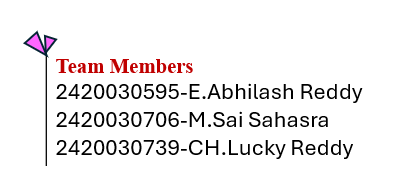 Team Members
2420030595-E.Abhilash Reddy
2420030706-M.Sai Sahasra
2420030739-CH.Lucky Reddy